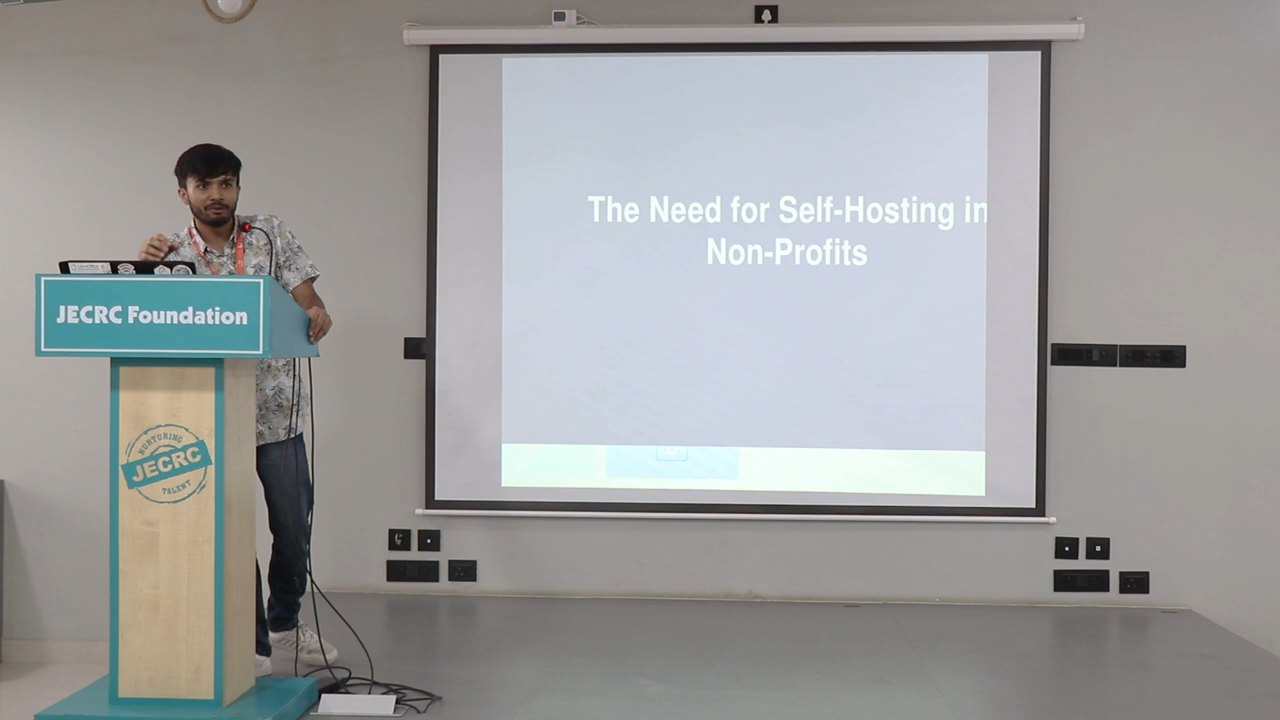 The Need for Self-Hosting in
Non-Profits
JECRC Foundation
NURTURING
JECRC
TALENT